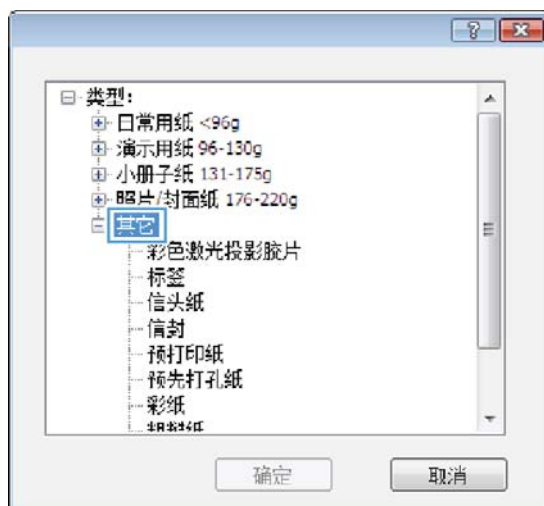 类型:
日常用纸 <96g
演示用纸 96-130g
小册子纸 131-175g
照片/封面纸 176-220g
其它
彩色激光投影胶片
标签
信头纸
信封
预打印纸
预先打孔纸
彩纸
确定
取消